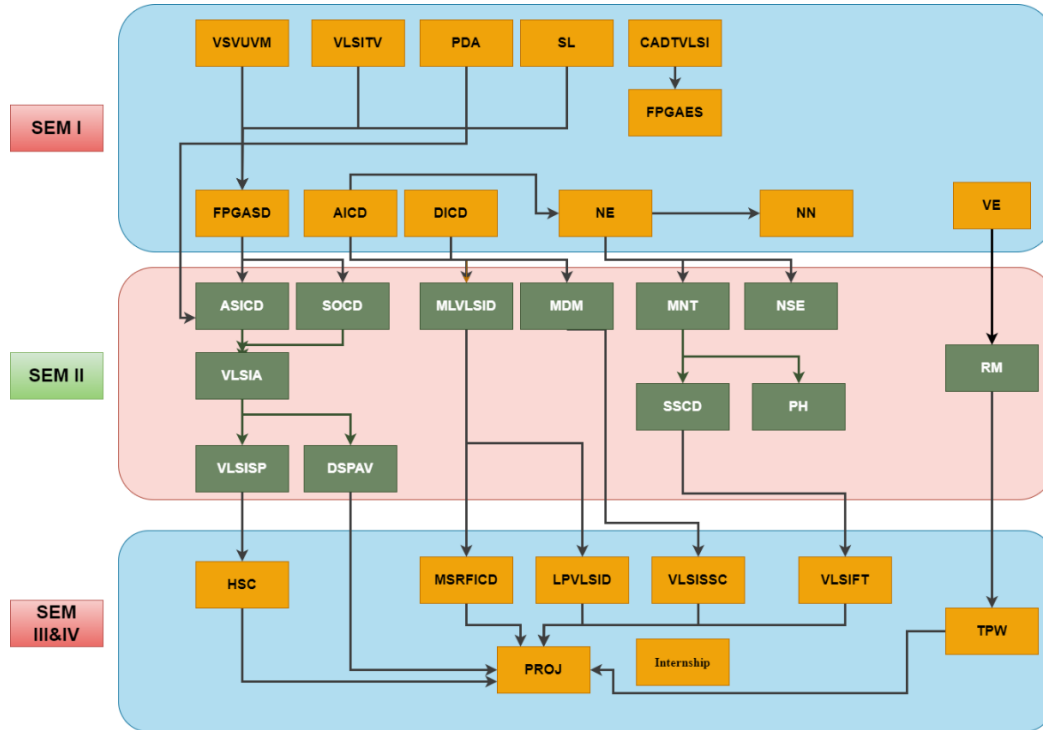 VSVUVM
VLSITV
PDA
SL
CADTVLSI
SEM I
FPGAES
FPGASD
AICD
DICD
NE
NN
VE
ASICD
SOCD
MLVLSID
MDM
MNT
NSE
SEM II
VLSIA
RM
SSCD
PH
VLSISP
DSPAV
SEM
III&IV
HSC
MSRFICD
LPVLSID
VLSISSC
VLSIFT
TPW
PROJ
Internship